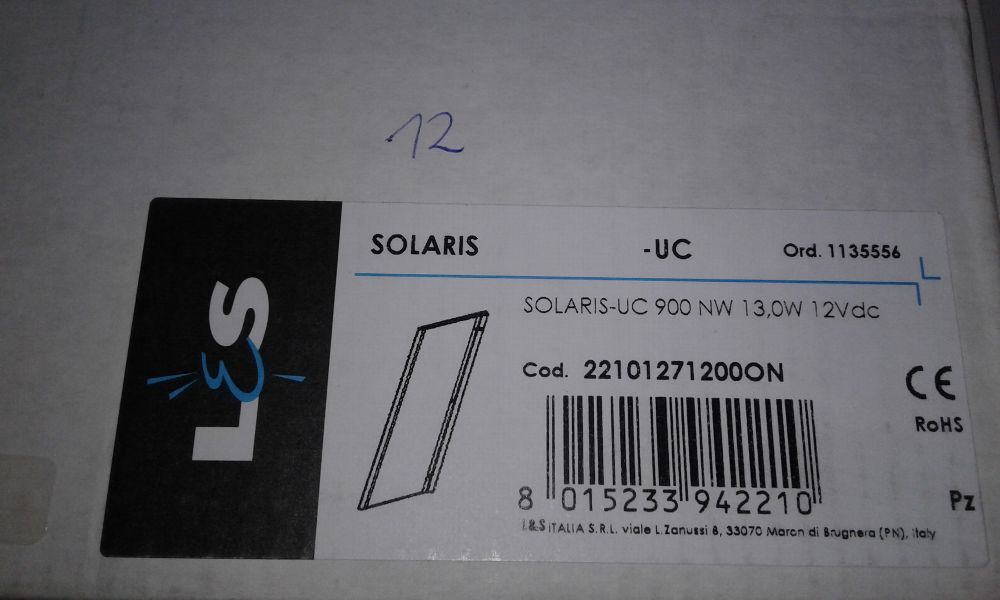 12
L&S
SOLARIS -UC Ord. 1135556
SOLARIS-UC 900 NW 13,0W 12Vdc
Cod. 22101271200ON
CE
RoHS
8 015233 942210
Pz
L&S ITALIA S.R.L. viale L.Zanussi 8, 33070 Maron di Brugnera (PN), Italy